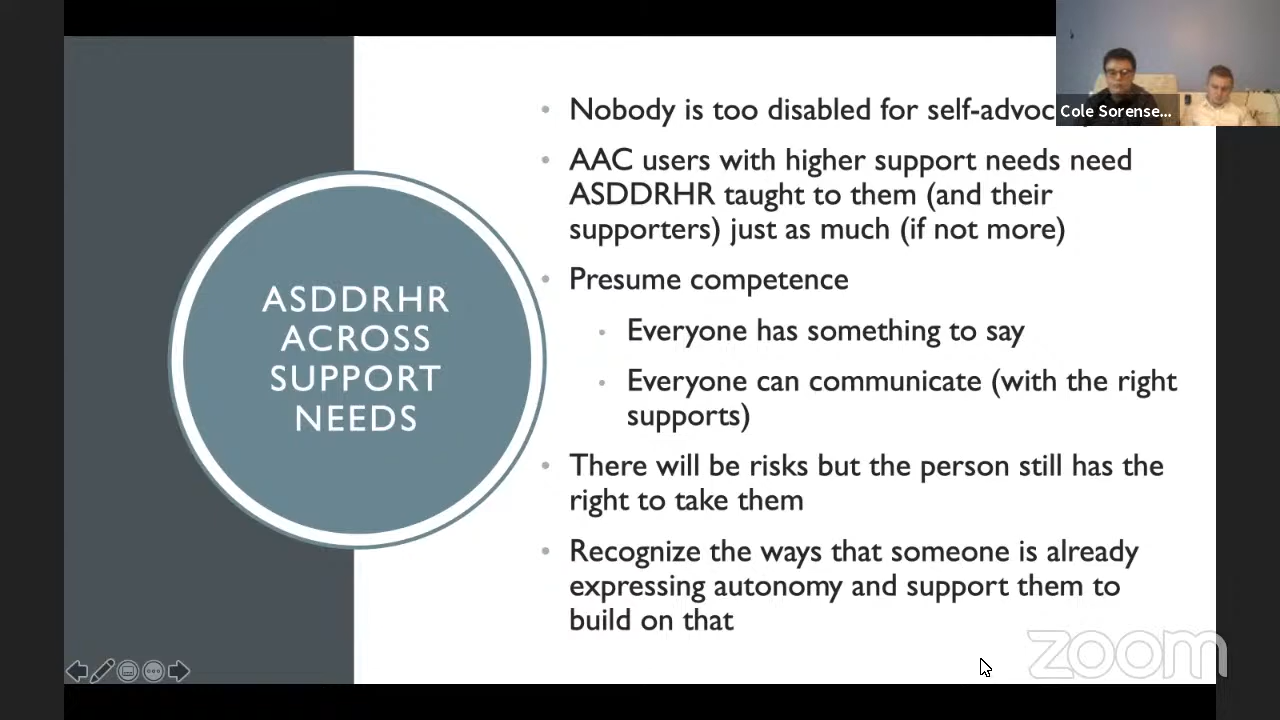 Nobody is too disabled for self-advoc
Cole Sorense...
AAC users with higher support needs need
ASDDRHR taught to them (and their
supporters) just as much (if not more)
Presume competence
Everyone has something to say
Everyone can communicate (with the right
supports)
There will be risks but the person still has the
right to take them
Recognize the ways that someone is already
expressing autonomy and support them to
build on that
ASDDRHR
ACROSS
SUPPORT
NEEDS
zoom